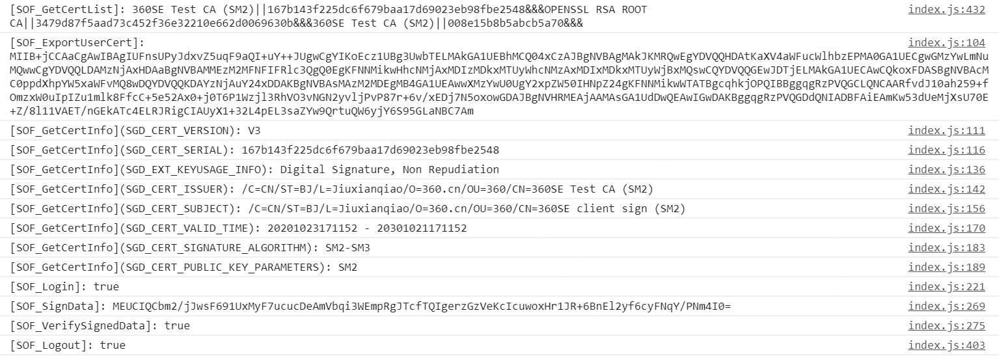 [SOF_GetCertList]: 360SE Test CA (SM2)||167b143f225dc6f679baa17d69023eb98fbe2548&&&OPENSSL RSA ROOT index.js:432
CA||3479d87f5aad73c452f36e32210e662d0069630b&&&360SE Test CA (SM2)||008e15b8b5abcb5a70&&&
[SOF_ExportUserCert]: index.js:104
MIIB+jCCAaCgAwIBAgIUFnsUPyJdxvZ5uqF9aQI+uY++JUgwCgYIKoEcz1UBg3UwbTELMAkGA1UEBhMCQ04xCzAJBgNVBAgMAkJKMRQwEgYDVQQHDAtKaXV4aWFucWlhbzEPMA0GA1UECgwGMzYwLmNu
MQwwCgYDVQQLDAMzNjAxHDAaBgNVBAMMEzM2MFNFIFRlc3QgQ0EgKFNNMikwHhcNMjAxMDIzMDkxMTUyWhcNMzAxMDIxMDkxMTUyWjBxMQswCQYDVQQGEwJDTjELMAkGA1UECAwCQkoxFDASBgNVBAcM
C0ppdXhpYW5xaWFvMQ8wDQYDVQQKDAYzNjAuY24xDDAKBgNVBAsMAzM2MDEgMB4GA1UEAwwXMzYwU0UgY2xpZW50IHNpZ24gKFNNMikwWTATBgcqhkjOPQIBBggqgRzPVQGCLQNCAARfvdJ10ah259+f
OmzxW0uIpIZu1mlk8FfcC+5e52Ax0+j0T6P1Wzjl3RhVO3vNGN2yvljPvP87r+6v/xEDj7N5oxowGDAJBgNVHRMEAjAAMAsGA1UdDwQEAwIGwDAKBggqgRzPVQGDdQNIADBFAiEAmKw53dUeMjXsU70E
+Z/8l11VAET/nGEkATc4ELRJRigCIAUyX1+32L4pEL3saZYw9QrtuQW6yjY6S95GLaNBC7Am
[SOF_GetCertInfo](SGD_CERT_VERSION): V3 index.js:111
[SOF_GetCertInfo](SGD_CERT_SERIAL): 167b143f225dc6f679baa17d69023eb98fbe2548 index.js:116
[SOF_GetCertInfo](SGD_EXT_KEYUSAGE_INFO): Digital Signature, Non Repudiation index.js:136
[SOF_GetCertInfo](SGD_CERT_ISSUER): /C=CN/ST=BJ/L=Jiuxianqiao/O=360.cn/OU=360/CN=360SE Test CA (SM2) index.js:142
[SOF_GetCertInfo](SGD_CERT_SUBJECT): /C=CN/ST=BJ/L=Jiuxianqiao/O=360.cn/OU=360/CN=360SE client sign (SM2) index.js:156
[SOF_GetCertInfo](SGD_CERT_VALID_TIME): 20201023171152 - 20301021171152 index.js:170
[SOF_GetCertInfo](SGD_CERT_SIGNATURE_ALGORITHM): SM2-SM3 index.js:183
[SOF_GetCertInfo](SGD_CERT_PUBLIC_KEY_PARAMETERS): SM2 index.js:189
[SOF_Login]: true index.js:221
[SOF_SignData]: MEUCIQCbm2/jJwsF691UxMyF7ucucDeAmVbqi3WEmpRgJTcfTQIgerzGzVeKcIcuwoxHr1JR+6BnEl2yf6cyFNqY/PNm4I0= index.js:269
[SOF_VerifySignedData]: true index.js:275
[SOF_Logout]: true index.js:403